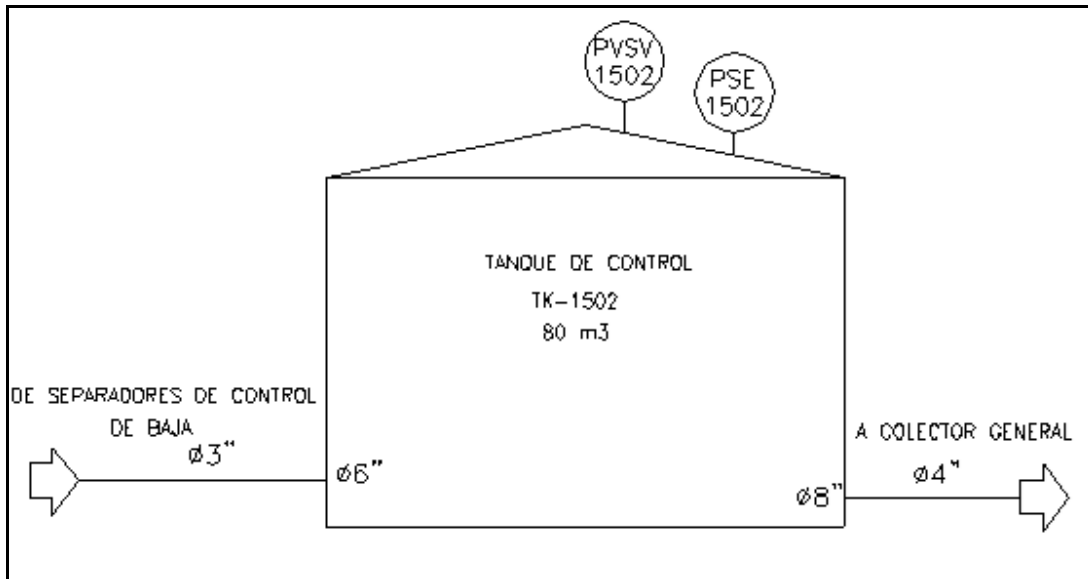 PVSV
1502
PSE
1502
TANQUE DE CONTROL
TK-1502
80 m3
DE SEPARADORES DE CONTROL
DE BAJA
ø3"
ø6"
A COLECTOR GENERAL
ø4"
ø8"